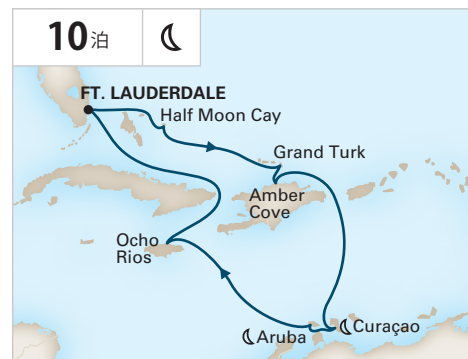 10泊
FT. LAUDERDALE
Half Moon Cay
Grand Turk
Amber
Cove
Ocho
Rios
Aruba
Curaçao